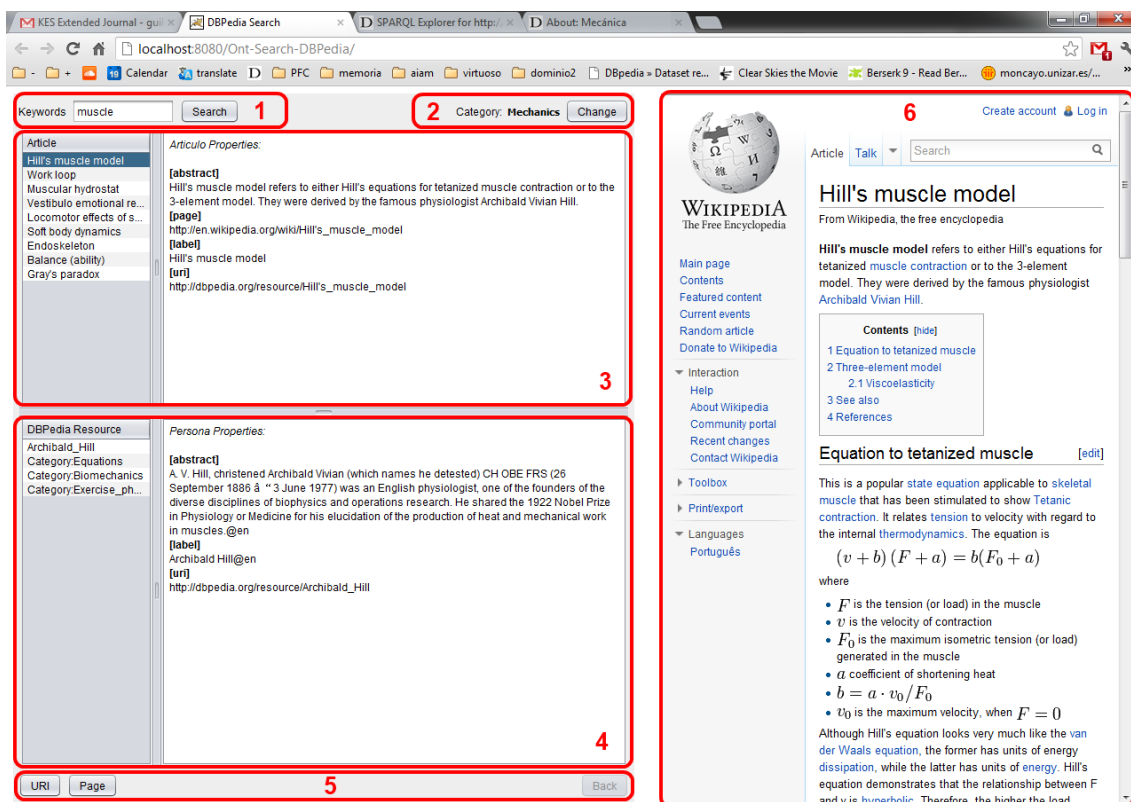 KES Extended Journal - gui
DBPedia Search
SPARQL Explorer for http:/
About: Mecánica
localhost:8080/Ont-Search-DBPedia/
-
+
19 Calendar
translate
PFC
memoria
aiam
virtuoso
dominio2
DBpedia » Dataset re...
Clear Skies the Movie
Berserk 9 - Read Ber...
moncayo.unizar.es/...
»
Keywords muscle Search 1
2 Category: Mechanics Change
Article
Hill's muscle model
Work loop
Muscular hydrostat
Vestibulo emotional re...
Locomotor effects of s...
Soft body dynamics
Endoskeleton
Balance (ability)
Gray's paradox
Articulo Properties:
[abstract]
Hill's muscle model refers to either Hill's equations for tetanized muscle contraction or to the
3-element model. They were derived by the famous physiologist Archibald Vivian Hill.
[page]
http://en.wikipedia.org/wiki/Hill's_muscle_model
[label]
Hill's muscle model
[uri]
http://dbpedia.org/resource/Hill's_muscle_model
3
DBPedia Resource
Archibald_Hill
Category:Equations
Category:Biomechanics
Category:Exercise_ph...
Persona Properties:
[abstract]
A. V. Hill, christened Archibald Vivian (which names he detested) CH OBE FRS (26
September 1886 â “ 3 June 1977) was an English physiologist, one of the founders of the
diverse disciplines of biophysics and operations research. He shared the 1922 Nobel Prize
in Physiology or Medicine for his elucidation of the production of heat and mechanical work
in muscles.@en
[label]
Archibald Hill@en
[uri]
http://dbpedia.org/resource/Archibald_Hill
4
URI Page 5 Back
6
Create account Log in
WIKIPEDIA
The Free Encyclopedia
Main page
Contents
Featured content
Current events
Random article
Donate to Wikipedia
Interaction
Help
About Wikipedia
Community portal
Recent changes
Contact Wikipedia
Toolbox
Print/export
Languages
Português
Article Talk Search
Hill's muscle model
From Wikipedia, the free encyclopedia
Hill's muscle model refers to either Hill's equations for
tetanized muscle contraction or to the 3-element
model. They were derived by the famous physiologist
Archibald Vivian Hill.
Contents [hide]
1 Equation to tetanized muscle
2 Three-element model
2.1 Viscoelasticity
3 See also
4 References
Equation to tetanized muscle [edit]
This is a popular state equation applicable to skeletal
muscle that has been stimulated to show Tetanic
contraction. It relates tension to velocity with regard to
the internal thermodynamics. The equation is
(v + b) (F + a) = b(F₀ + a)
where
• F is the tension (or load) in the muscle
• v is the velocity of contraction
• F₀ is the maximum isometric tension (or load)
generated in the muscle
• a coefficient of shortening heat
• b = a · v₀/F₀
• v₀ is the maximum velocity, when F = 0
Although Hill's equation looks very much like the van
der Waals equation, the former has units of energy
dissipation, while the latter has units of energy. Hill's
equation demonstrates that the relationship between F
and v is hyperbolic. Therefore, the higher the load